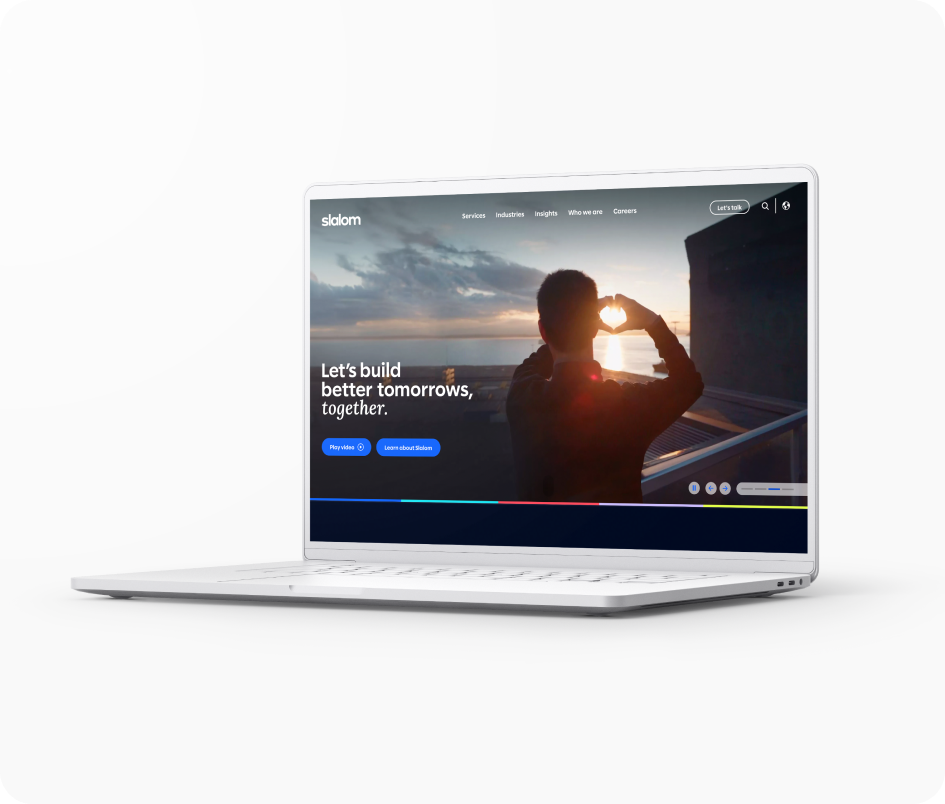 slalom
Services Industries Insights Who we are Careers
Let's talk
Let's build
better tomorrows,
together.
Play video
Learn about Slalom